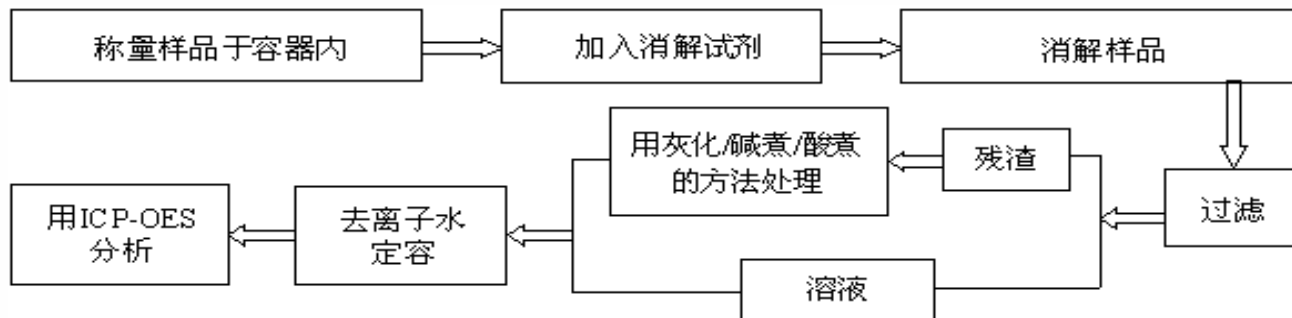 称量样品于容器内
加入消解试剂
消解样品
过滤
残渣
用灰化/碱煮/酸煮
的方法处理
溶液
去离子水
定容
用ICP-OES
分析